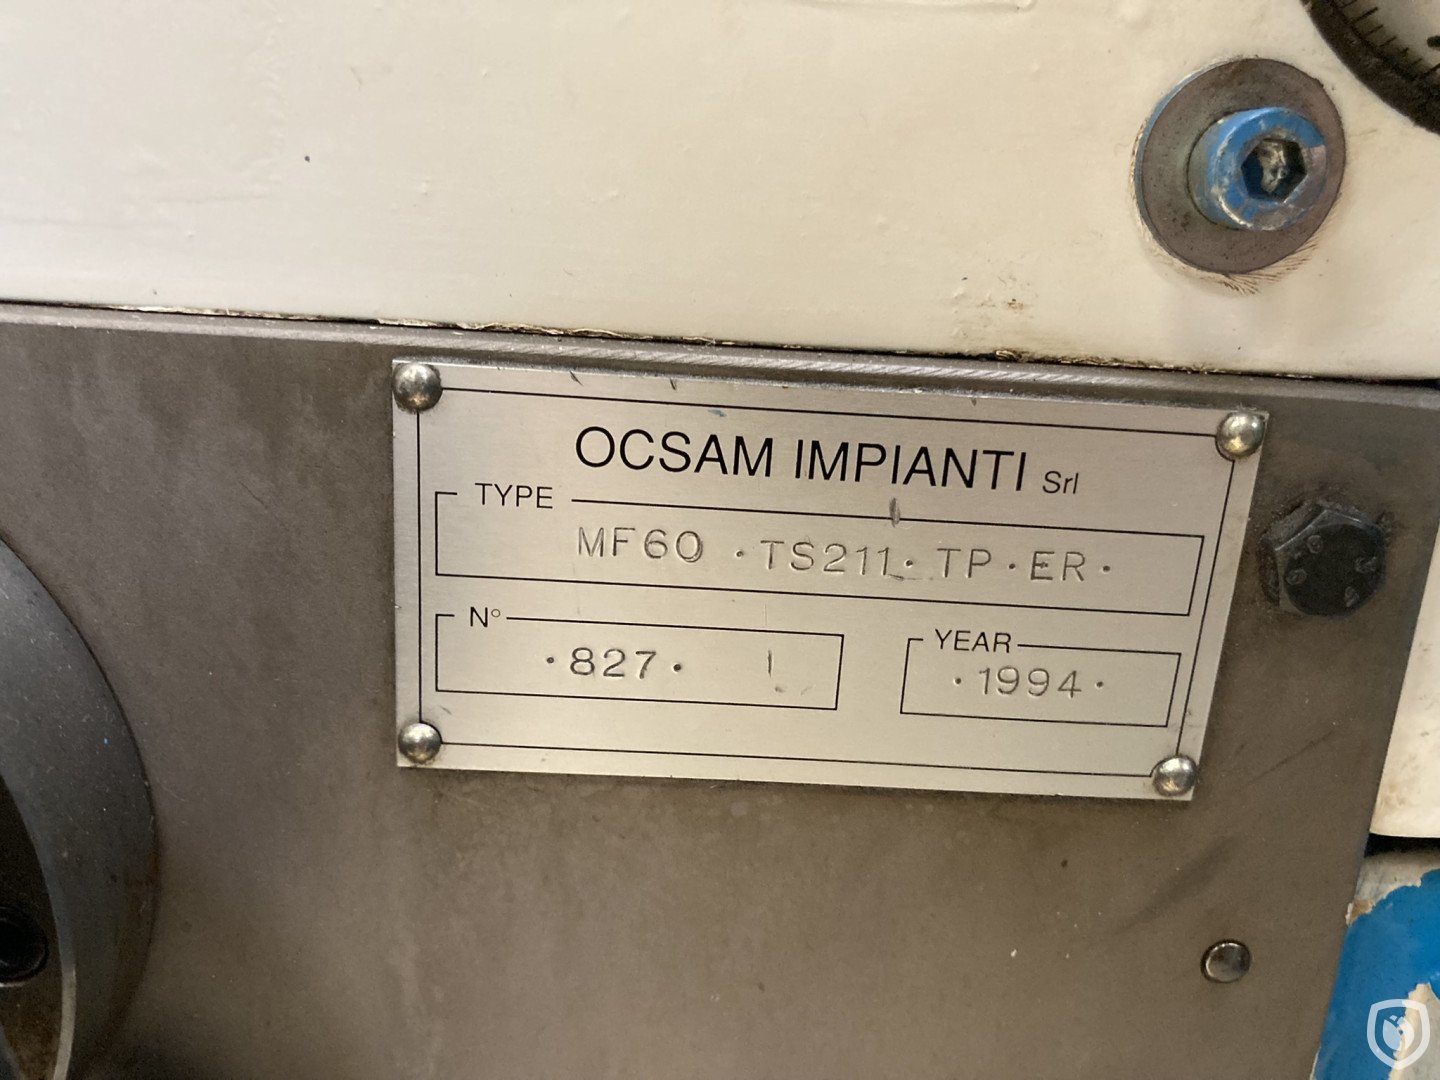 OCSAM IMPIANTI Srl
TYPE
MF60 · TS211 · TP · ER ·
N° YEAR
· 827 · · 1994 ·